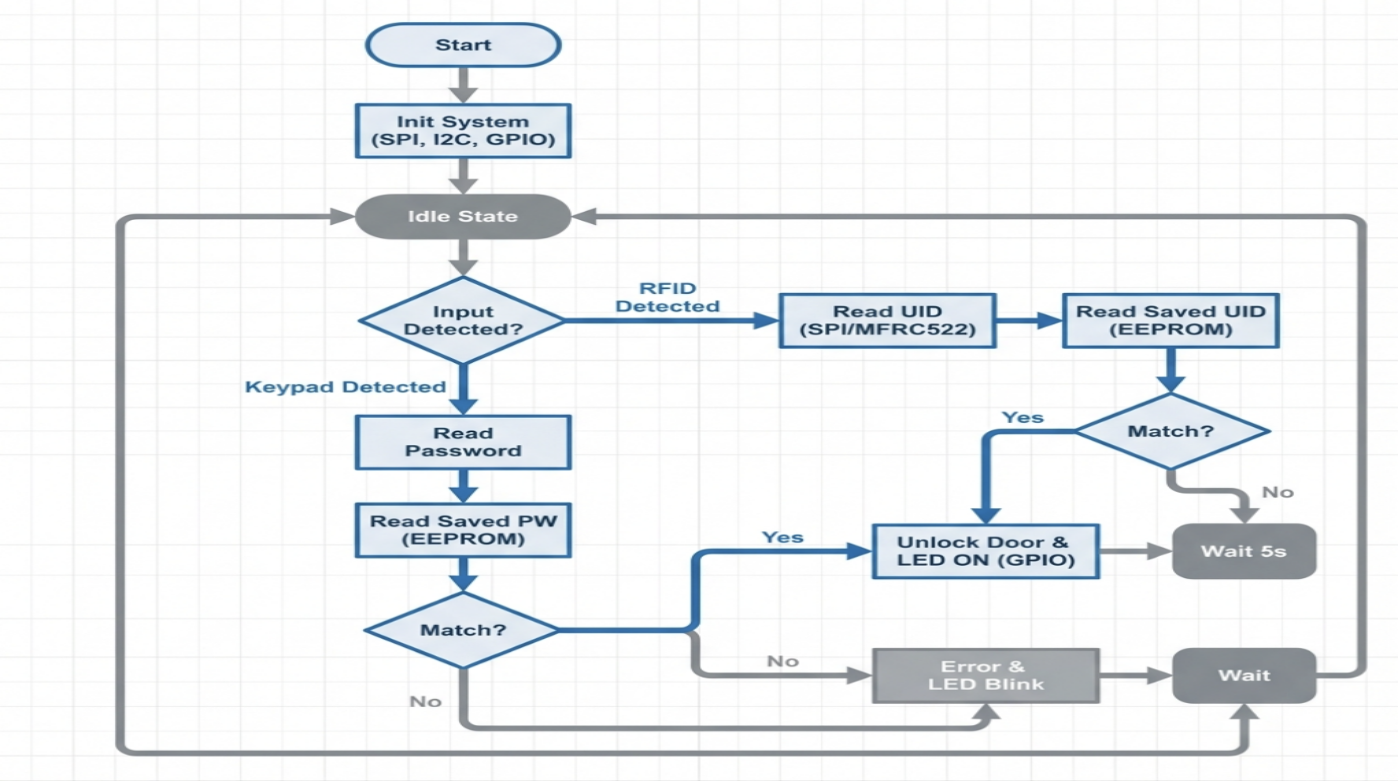 Start
Init System
(SPI, I2C, GPIO)
Idle State
Input
Detected?
RFID
Detected
Read UID
(SPI/MFRC522)
Read Saved UID
(EEPROM)
Keypad Detected
Read
Password
Yes
Match?
No
Read Saved PW
(EEPROM)
Yes
Unlock Door &
LED ON (GPIO)
Wait 5s
Match?
No
Error &
LED Blink
Wait
No